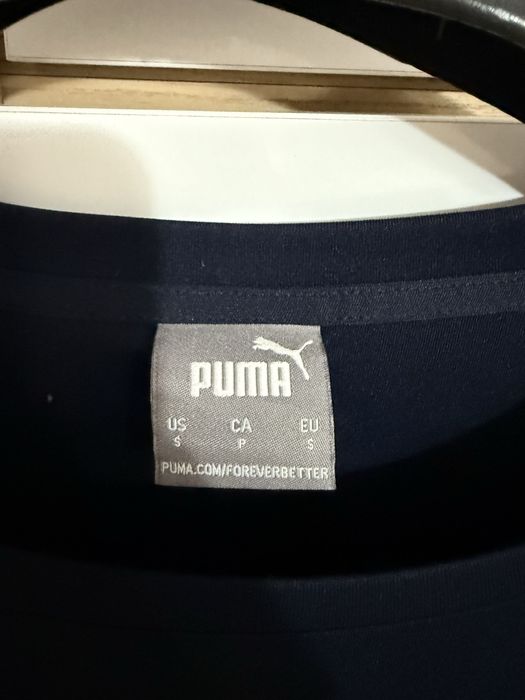 PUMA
US CA EU
S P S
PUMA.COM/FOREVERBETTER